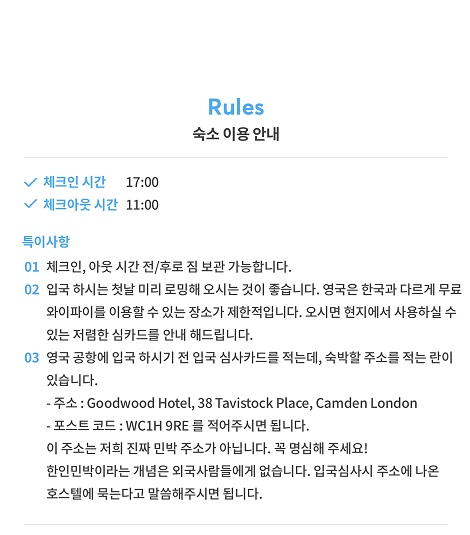 Rules
숙소 이용 안내
체크인 시간 17:00
체크아웃 시간 11:00
특이사항
01 체크인, 아웃 시간 전/후로 짐 보관 가능합니다.
02 입국 하시는 첫날 미리 로밍해 오시는 것이 좋습니다. 영국은 한국과 다르게 무료
와이파이를 이용할 수 있는 장소가 제한적입니다. 오시면 현지에서 사용하실 수
있는 저렴한 심카드를 안내 해드립니다.
03 영국 공항에 입국 하시기 전 입국 심사카드를 적는데, 숙박할 주소를 적는 란이
있습니다.
- 주소 : Goodwood Hotel, 38 Tavistock Place, Camden London
- 포스트 코드 : WC1H 9RE 를 적어주시면 됩니다.
이 주소는 저희 진짜 민박 주소가 아닙니다. 꼭 명심해 주세요!
한인민박이라는 개념은 외국사람들에게 없습니다. 입국심사시 주소에 나온
호스텔에 묵는다고 말씀해주시면 됩니다.